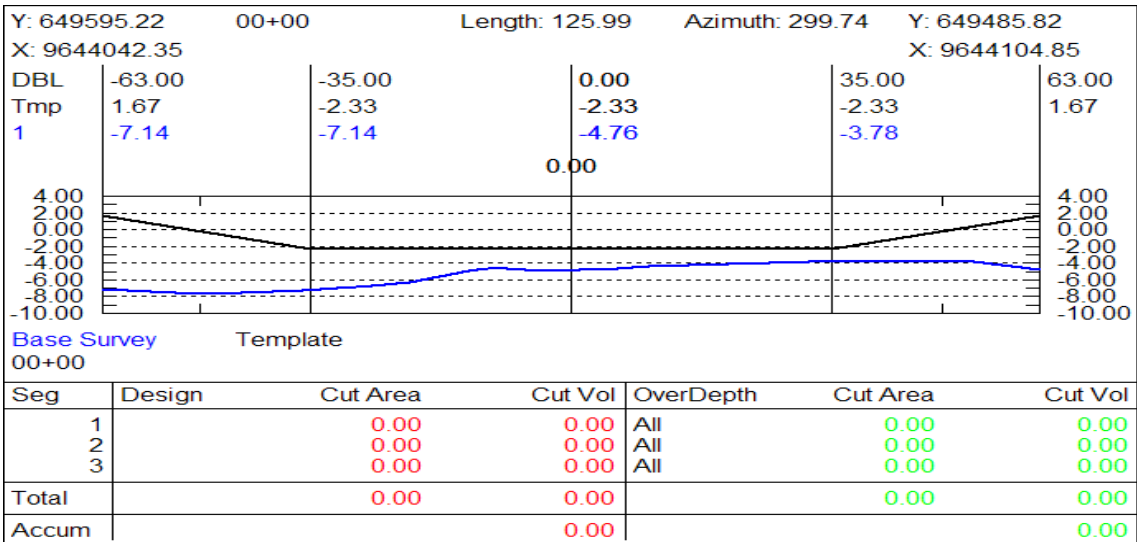 Y: 649595.22 00+00 Length: 125.99 Azimuth: 299.74 Y: 649485.82
X: 9644042.35 X: 9644104.85
DBL -63.00 -35.00 0.00 35.00 63.00
Tmp 1.67 -2.33 -2.33 -2.33 1.67
1 -7.14 -7.14 -4.76 -3.78
0.00
4.00 4.00
2.00 2.00
0.00 0.00
-2.00 -2.00
-4.00 -4.00
-6.00 -6.00
-8.00 -8.00
-10.00 -10.00
Base Survey Template
00+00
Seg Design Cut Area Cut Vol OverDepth Cut Area Cut Vol
1 0.00 0.00 All 0.00 0.00
2 0.00 0.00 All 0.00 0.00
3 0.00 0.00 All 0.00 0.00
Total 0.00 0.00 0.00 0.00
Accum 0.00 0.00